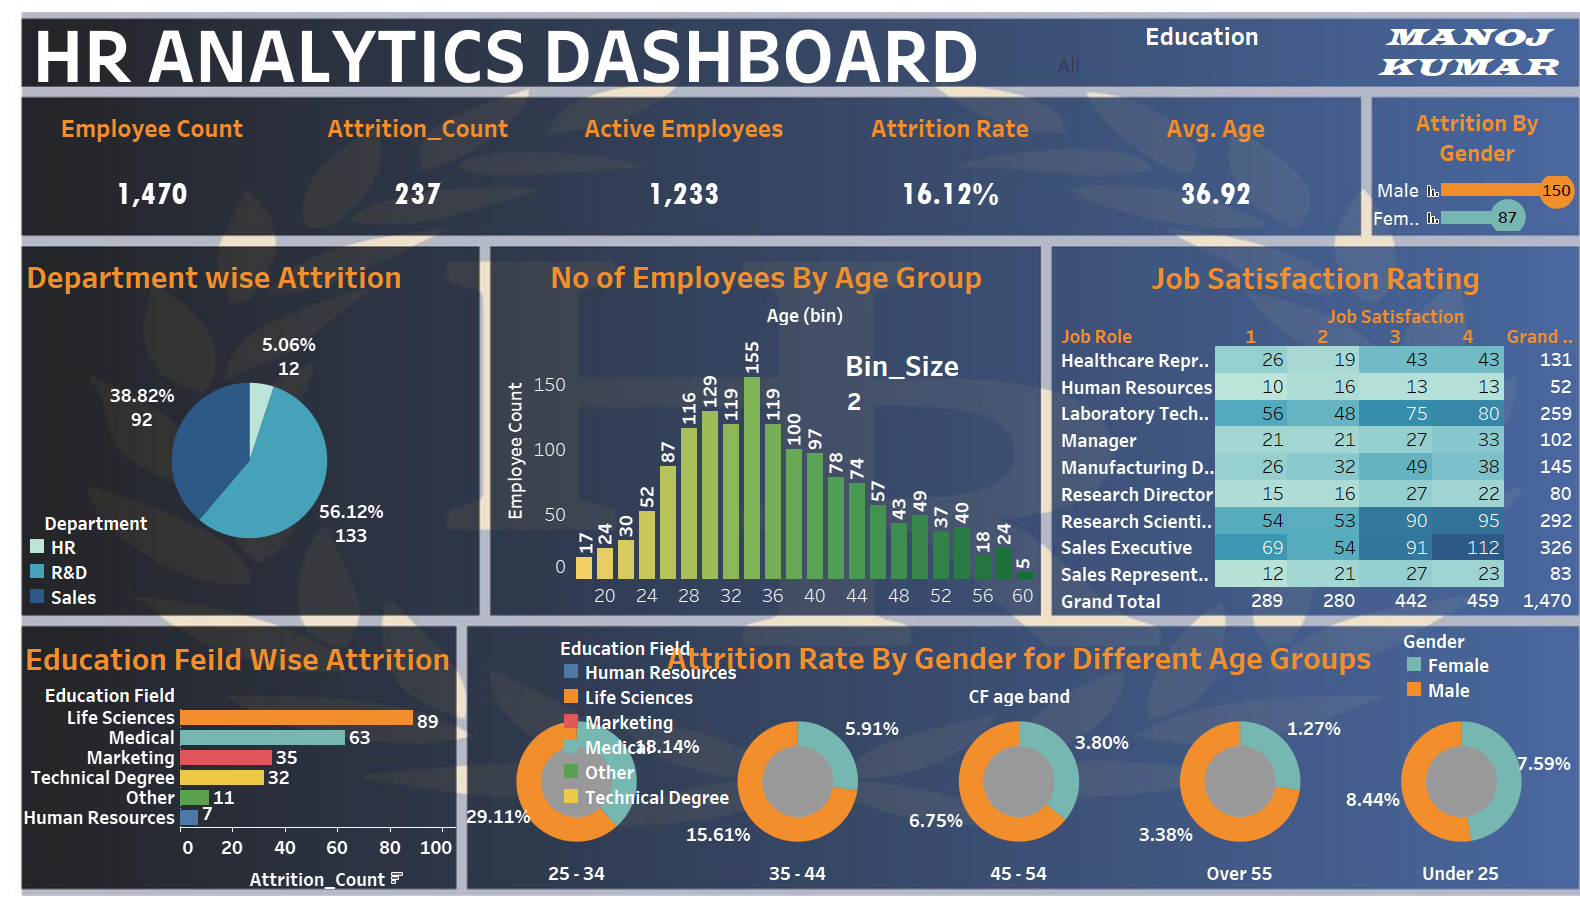 HR ANALYTICS DASHBOARD
Education
All
MANOJ
KUMAR
Employee Count
Attrition_Count
Active Employees
Attrition Rate
Avg. Age
1,470
237
1,233
16.12%
36.92
Attrition By
Gender
Male 150
Fem.. 87
Department wise Attrition
5.06%
12
38.82%
92
56.12%
133
Department
HR
R&D
Sales
No of Employees By Age Group
Age (bin)
Bin_Size
2
Employee Count
150
100
50
0
17 24 30 52 87 116 129 119 155 119 100 97 78 74 57 43 49 37 40 18 24 5
20 24 28 32 36 40 44 48 52 56 60
Job Satisfaction Rating
Job Satisfaction
Job Role 1 2 3 4 Grand ..
Healthcare Repr.. 26 19 43 43 131
Human Resources 10 16 13 13 52
Laboratory Tech.. 56 48 75 80 259
Manager 21 21 27 33 102
Manufacturing D.. 26 32 49 38 145
Research Director 15 16 27 22 80
Research Scienti.. 54 53 90 95 292
Sales Executive 69 54 91 112 326
Sales Represent.. 12 21 27 23 83
Grand Total 289 280 442 459 1,470
Education Feild Wise Attrition
Education Field
Life Sciences 89
Medical 63
Marketing 35
Technical Degree 32
Other 11
Human Resources 7
0 20 40 60 80 100
Attrition_Count
Attrition Rate By Gender for Different Age Groups
Education Field
Human Resources
Life Sciences
Marketing
Medical
Other
Technical Degree
Gender
Female
Male
CF age band
18.14%
29.11%
25 - 34
5.91%
15.61%
35 - 44
3.80%
6.75%
45 - 54
1.27%
3.38%
Over 55
7.59%
8.44%
Under 25